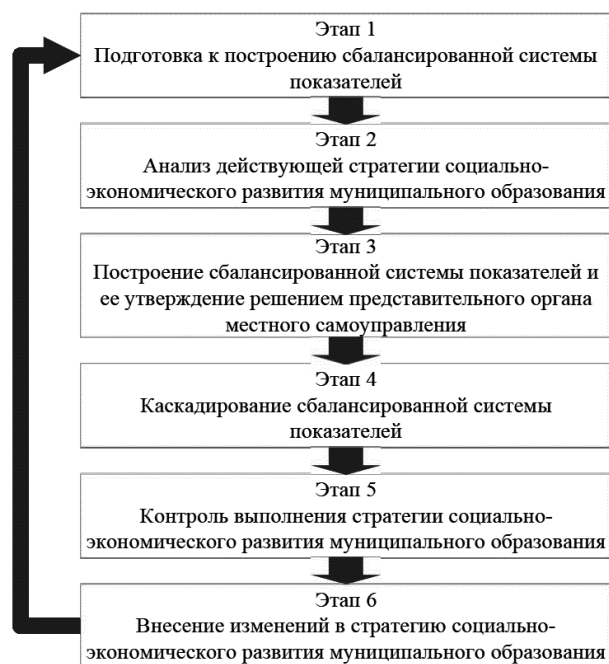 Этап 1
Подготовка к построению сбалансированной системы
показателей
Этап 2
Анализ действующей стратегии социально-
экономического развития муниципального образования
Этап 3
Построение сбалансированной системы показателей и
ее утверждение решением представительного органа
местного самоуправления
Этап 4
Каскадирование сбалансированной системы
показателей
Этап 5
Контроль выполнения стратегии социально-
экономического развития муниципального образования
Этап 6
Внесение изменений в стратегию социально-
экономического развития муниципального образования